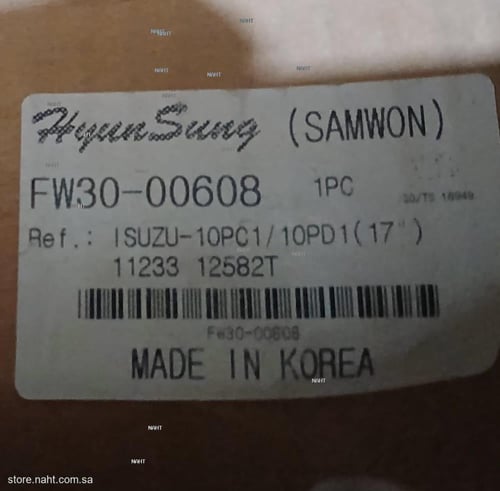 HyunSung (SAMWON)
FW30-00608 1PC
Ref.: ISUZU-10PC1/10PD1(17")
11233 12582T
FW30-00608
MADE IN KOREA
store.naht.com.sa
NAHT